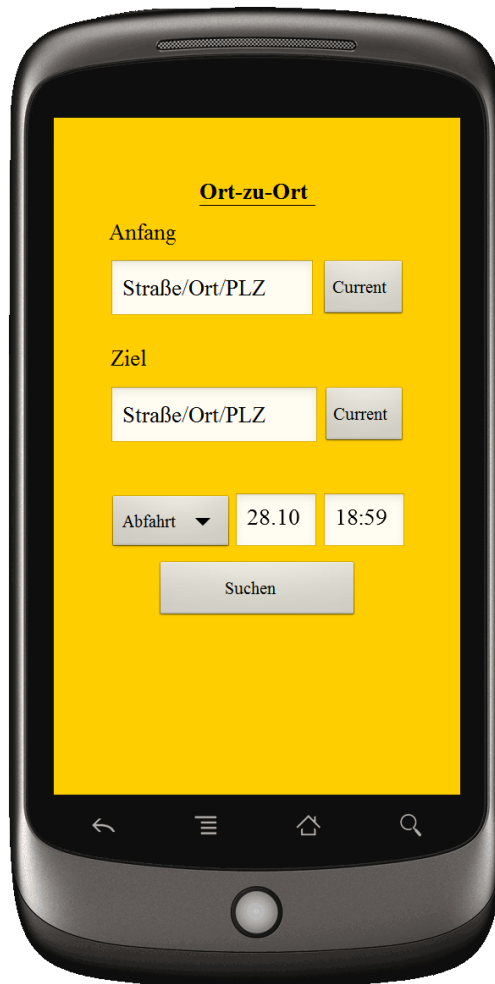 Ort-zu-Ort
Anfang
Straße/Ort/PLZ Current
Ziel
Straße/Ort/PLZ Current
Abfahrt 28.10 18:59
Suchen